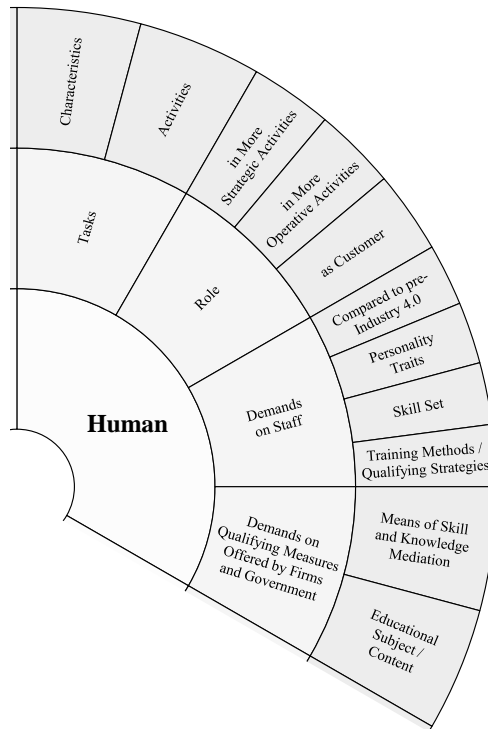 Characteristics
Activities
in More
Strategic Activities
in More
Operative Activities
as Customer
Compared to pre-
Industry 4.0
Personality
Traits
Skill Set
Training Methods /
Qualifying Strategies
Means of Skill
and Knowledge
Mediation
Educational
Subject /
Content
Tasks
Role
Demands
on Staff
Demands on
Qualifying Measures
Offered by Firms
and Government
Human